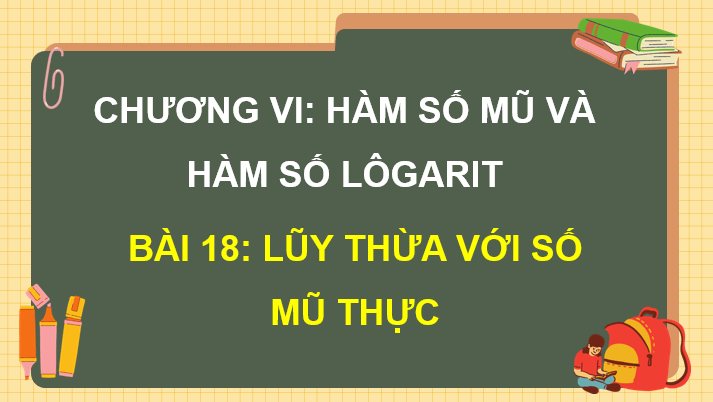 CHƯƠNG VI: HÀM SỐ MŨ VÀ
HÀM SỐ LÔGARIT
BÀI 18: LŨY THỪA VỚI SỐ
MŨ THỰC